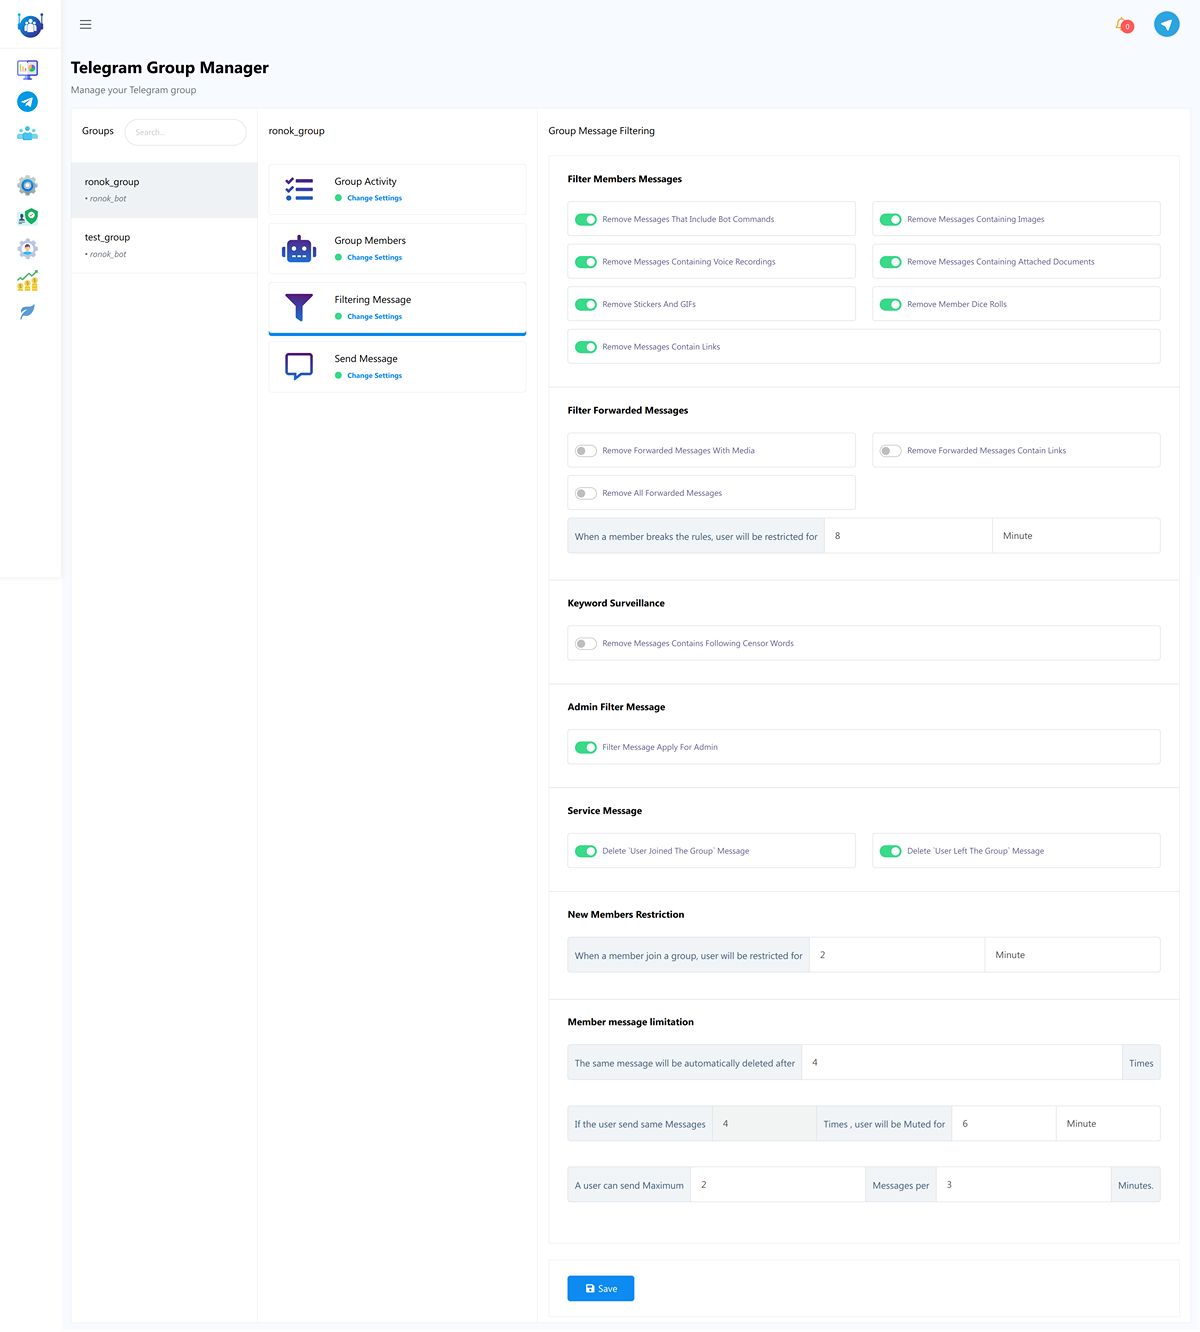 0
Telegram Group Manager
Manage your Telegram group
Groups
Search...
ronok_group
• ronok_bot
test_group
• ronok_bot
ronok_group
Group Activity
Change Settings
Group Members
Change Settings
Filtering Message
Change Settings
Send Message
Change Settings
Group Message Filtering
Filter Members Messages
Remove Messages That Include Bot Commands
Remove Messages Containing Images
Remove Messages Containing Voice Recordings
Remove Messages Containing Attached Documents
Remove Stickers And GIFs
Remove Member Dice Rolls
Remove Messages Contain Links
Filter Forwarded Messages
Remove Forwarded Messages With Media
Remove Forwarded Messages Contain Links
Remove All Forwarded Messages
When a member breaks the rules, user will be restricted for 8 Minute
Keyword Surveillance
Remove Messages Contains Following Censor Words
Admin Filter Message
Filter Message Apply For Admin
Service Message
Delete `User Joined The Group` Message
Delete `User Left The Group` Message
New Members Restriction
When a member join a group, user will be restricted for 2 Minute
Member message limitation
The same message will be automatically deleted after 4 Times
If the user send same Messages 4 Times , user will be Muted for 6 Minute
A user can send Maximum 2 Messages per 3 Minutes.
Save